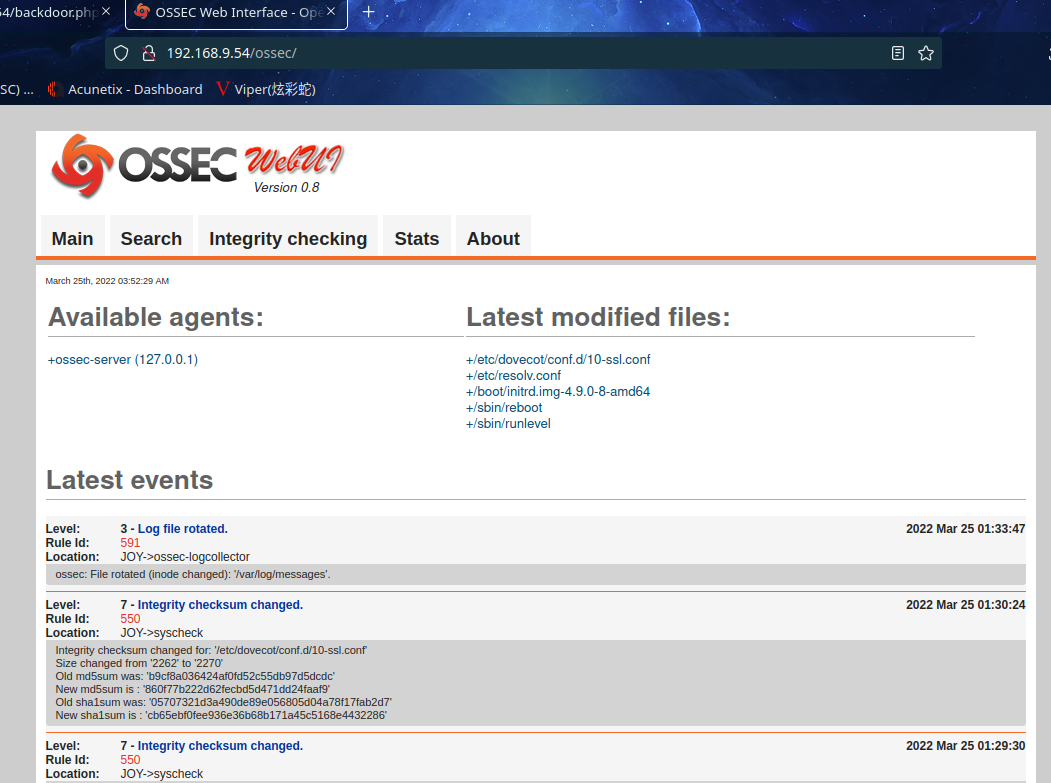 54/backdoor.php
OSSEC Web Interface - Ope
192.168.9.54/ossec/
SC) ...
Acunetix - Dashboard
Viper(炫彩蛇)
OSSEC WebUI
Version 0.8
Main
Search
Integrity checking
Stats
About
March 25th, 2022 03:52:29 AM
Available agents:
+ossec-server (127.0.0.1)
Latest modified files:
+/etc/dovecot/conf.d/10-ssl.conf
+/etc/resolv.conf
+/boot/initrd.img-4.9.0-8-amd64
+/sbin/reboot
+/sbin/runlevel
Latest events
Level: 3 - Log file rotated. 2022 Mar 25 01:33:47
Rule Id: 591
Location: JOY->ossec-logcollector
ossec: File rotated (inode changed): '/var/log/messages'.
Level: 7 - Integrity checksum changed. 2022 Mar 25 01:30:24
Rule Id: 550
Location: JOY->syscheck
Integrity checksum changed for: '/etc/dovecot/conf.d/10-ssl.conf'
Size changed from '2262' to '2270'
Old md5sum was: 'b9cf8a036424af0fd52c55db97d5dcdc'
New md5sum is : '860f77b222d62fecbd5d471dd24faaf9'
Old sha1sum was: '05707321d3a490de89e056805d04a78f17fab2d7'
New sha1sum is : 'cb65ebf0fee936e36b68b171a45c5168e4432286'
Level: 7 - Integrity checksum changed. 2022 Mar 25 01:29:30
Rule Id: 550
Location: JOY->syscheck